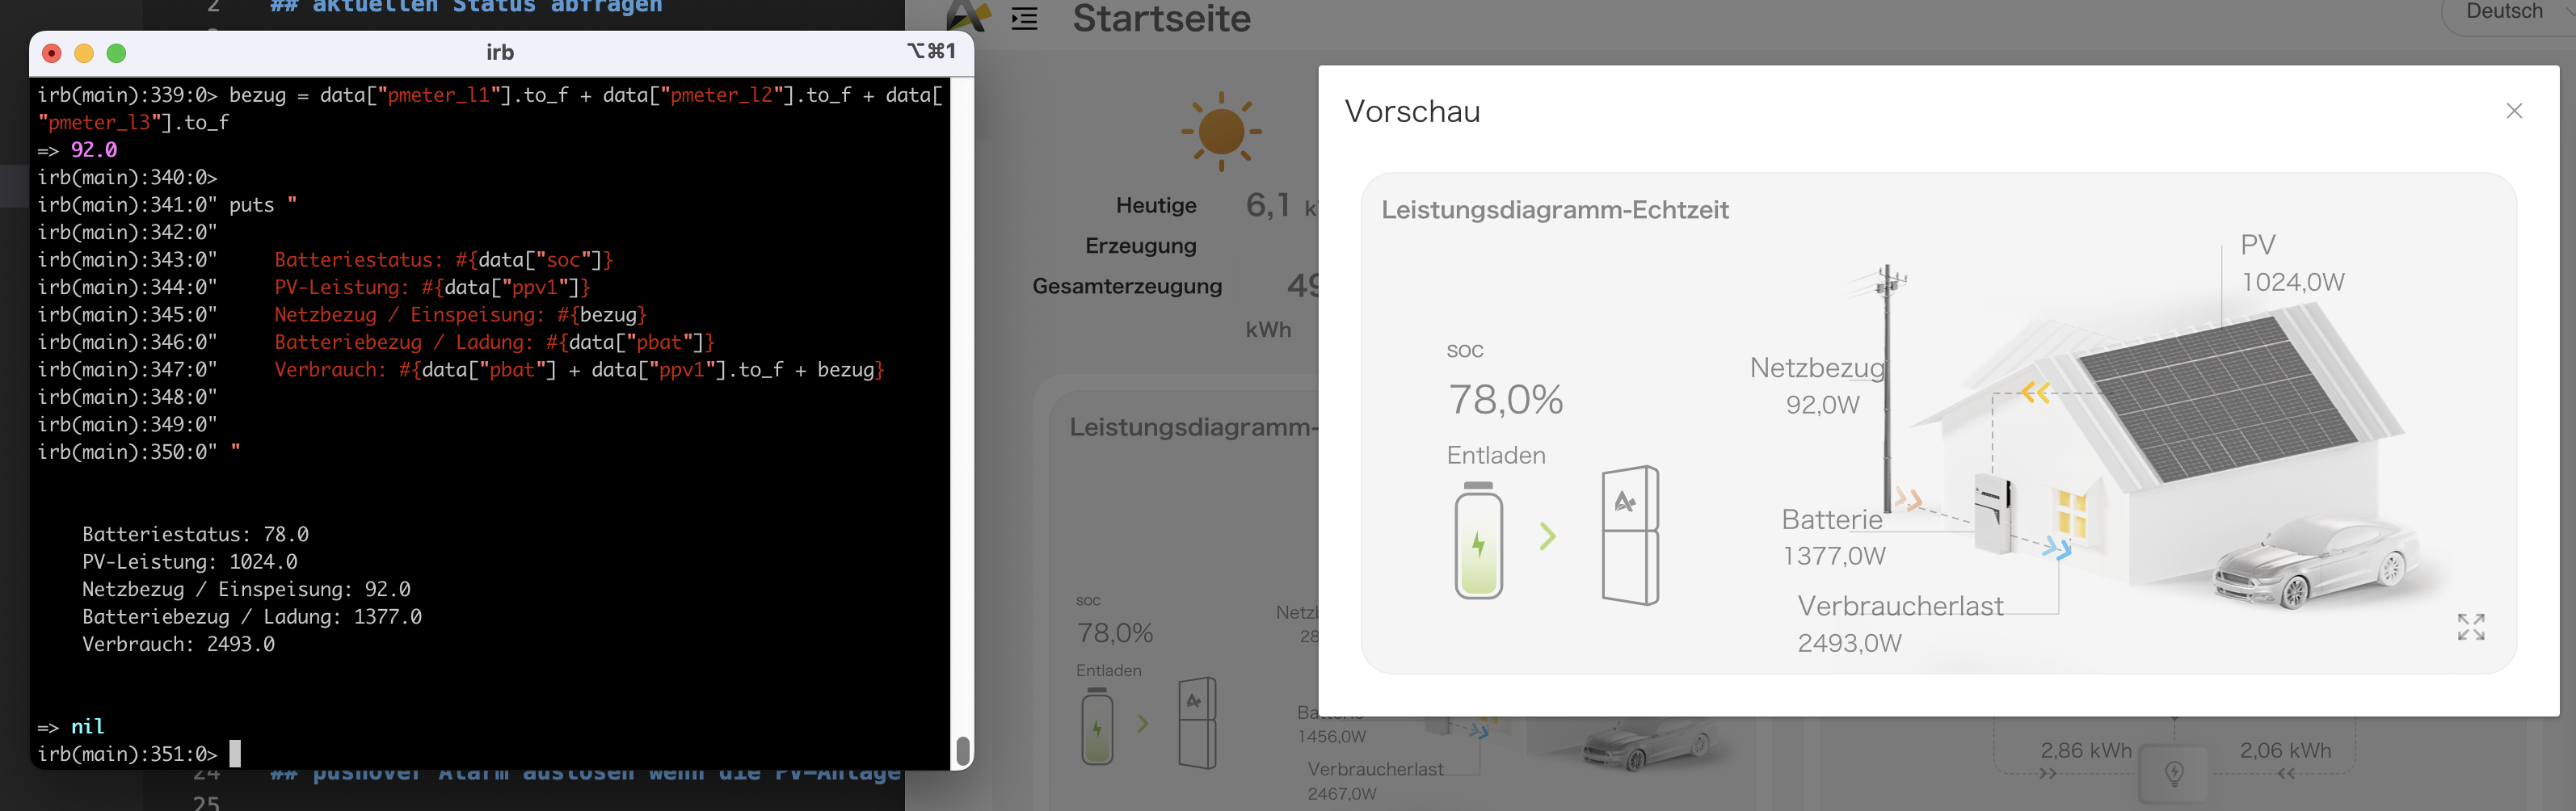 2 ## aktuellen Status abfragen
irb
⌥⌘1
irb(main):339:0> bezug = data["pmeter_l1"].to_f + data["pmeter_l2"].to_f + data[
"pmeter_l3"].to_f
=> 92.0
irb(main):340:0>
irb(main):341:0" puts "
irb(main):342:0"
irb(main):343:0"     Batteriestatus: #{data["soc"]}
irb(main):344:0"     PV-Leistung: #{data["ppv1"]}
irb(main):345:0"     Netzbezug / Einspeisung: #{bezug}
irb(main):346:0"     Batteriebezug / Ladung: #{data["pbat"]}
irb(main):347:0"     Verbrauch: #{data["pbat"] + data["ppv1"].to_f + bezug}
irb(main):348:0"
irb(main):349:0"
irb(main):350:0" "
Batteriestatus: 78.0
PV-Leistung: 1024.0
Netzbezug / Einspeisung: 92.0
Batteriebezug / Ladung: 1377.0
Verbrauch: 2493.0
=> nil
irb(main):351:0>
24 ## pushover Alarm auslösen wenn die PV-Anlage
25
Startseite
Deutsch
Heutige
Erzeugung
6,1
Gesamterzeugung
49
kWh
Leistungsdiagramm-
soc
78,0%
Entladen
28
1456,0W
Verbraucherlast
2467,0W
Vorschau
Leistungsdiagramm-Echtzeit
PV
1024,0W
soc
78,0%
Entladen
Netzbezug
92,0W
Batterie
1377,0W
Verbraucherlast
2493,0W
2,86 kWh
2,06 kWh